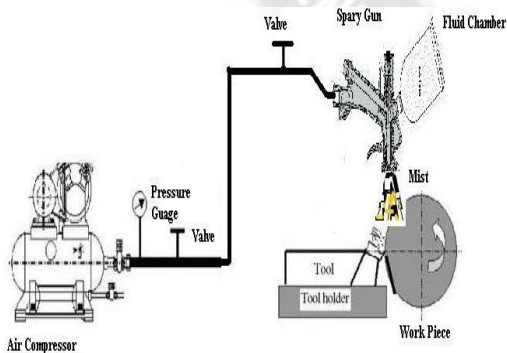 Valve
Spary Gun
Fluid Chamber
Pressure
Guage
Valve
Mist
Tool
Tool holder
Work Piece
Air Compressor